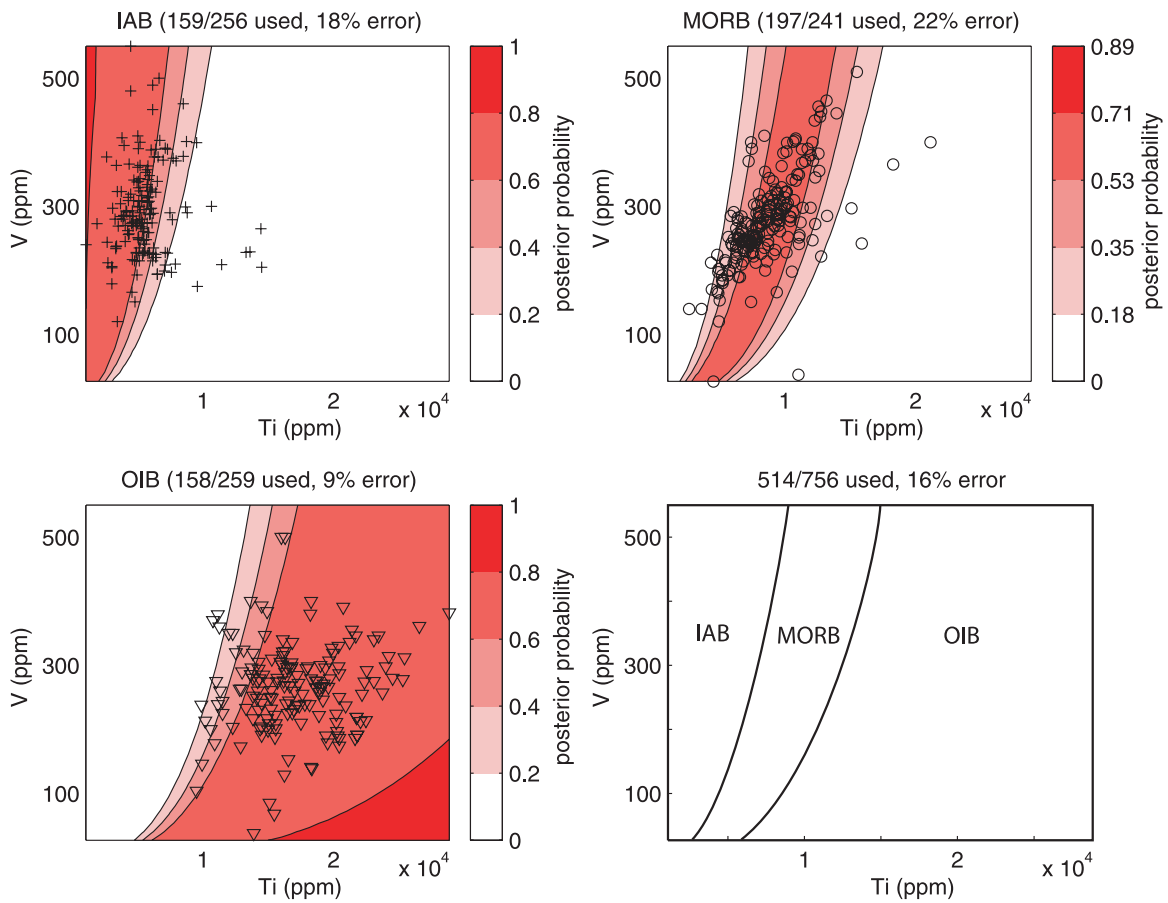 IAB (159/256 used, 18% error)
500
300
100
V (ppm)
1
2
x 10^4
Ti (ppm)
1
0.8
0.6
0.4
0.2
0
posterior probability
MORB (197/241 used, 22% error)
500
300
100
V (ppm)
1
2
x 10^4
Ti (ppm)
0.89
0.71
0.53
0.35
0.18
0
posterior probability
OIB (158/259 used, 9% error)
500
300
100
V (ppm)
1
2
x 10^4
Ti (ppm)
1
0.8
0.6
0.4
0.2
0
posterior probability
514/756 used, 16% error
500
300
100
V (ppm)
IAB
MORB
OIB
1
2
x 10^4
Ti (ppm)